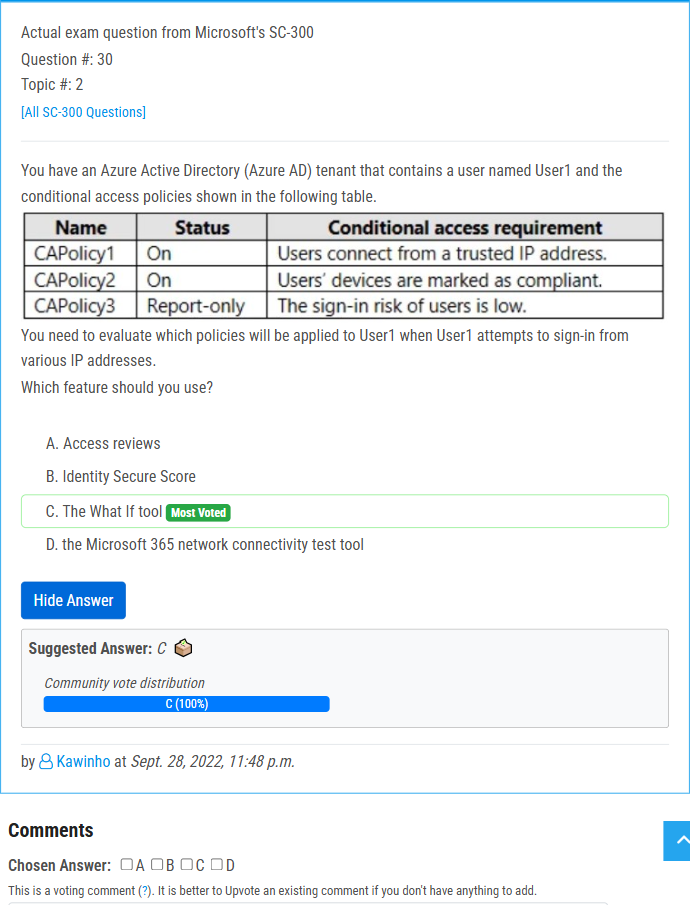 Actual exam question from Microsoft's SC-300
Question #: 30
Topic #: 2
[All SC-300 Questions]
You have an Azure Active Directory (Azure AD) tenant that contains a user named User1 and the
conditional access policies shown in the following table.
Name Status Conditional access requirement
CAPolicy1 On Users connect from a trusted IP address.
CAPolicy2 On Users' devices are marked as compliant.
CAPolicy3 Report-only The sign-in risk of users is low.
You need to evaluate which policies will be applied to User1 when User1 attempts to sign-in from
various IP addresses.
Which feature should you use?
A. Access reviews
B. Identity Secure Score
C. The What If tool Most Voted
D. the Microsoft 365 network connectivity test tool
Hide Answer
Suggested Answer: C
Community vote distribution
C (100%)
by Kawinho at Sept. 28, 2022, 11:48 p.m.
Comments
Chosen Answer: A B C D
This is a voting comment (?). It is better to Upvote an existing comment if you don't have anything to add.